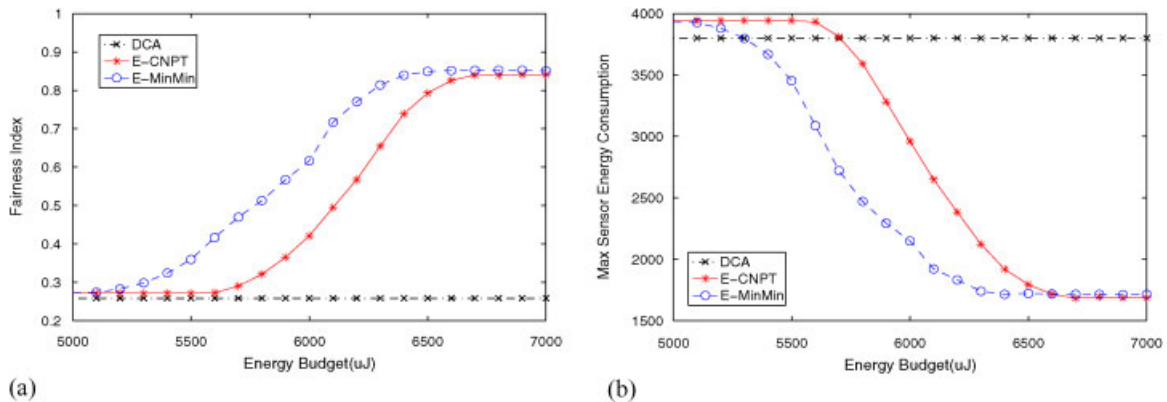 1
0.9
0.8
0.7
0.6
0.5
0.4
0.3
0.2
Fairness Index
DCA
E-CNPT
E-MinMin
5000 5500 6000 6500 7000
Energy Budget(uJ)
(a)
4000
3500
3000
2500
2000
1500
Max Sensor Energy Consumption
DCA
E-CNPT
E-MinMin
5000 5500 6000 6500 7000
Energy Budget(uJ)
(b)